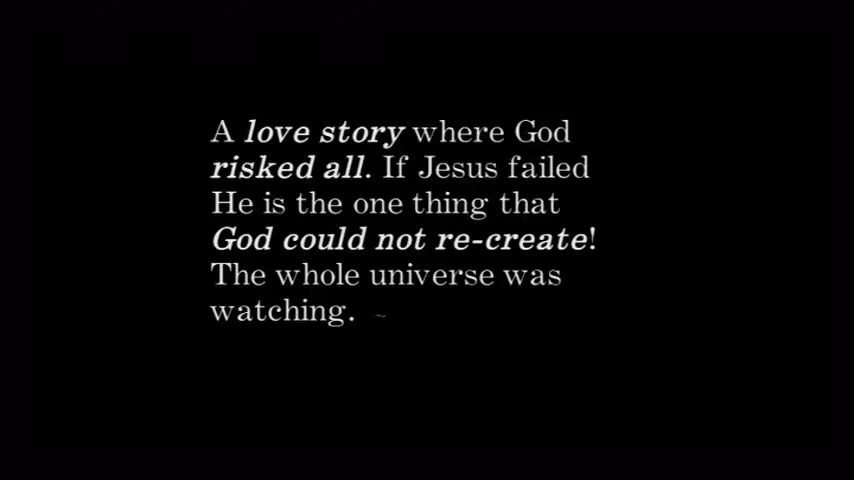 A love story where God
risked all. If Jesus failed
He is the one thing that
God could not re-create!
The whole universe was
watching.